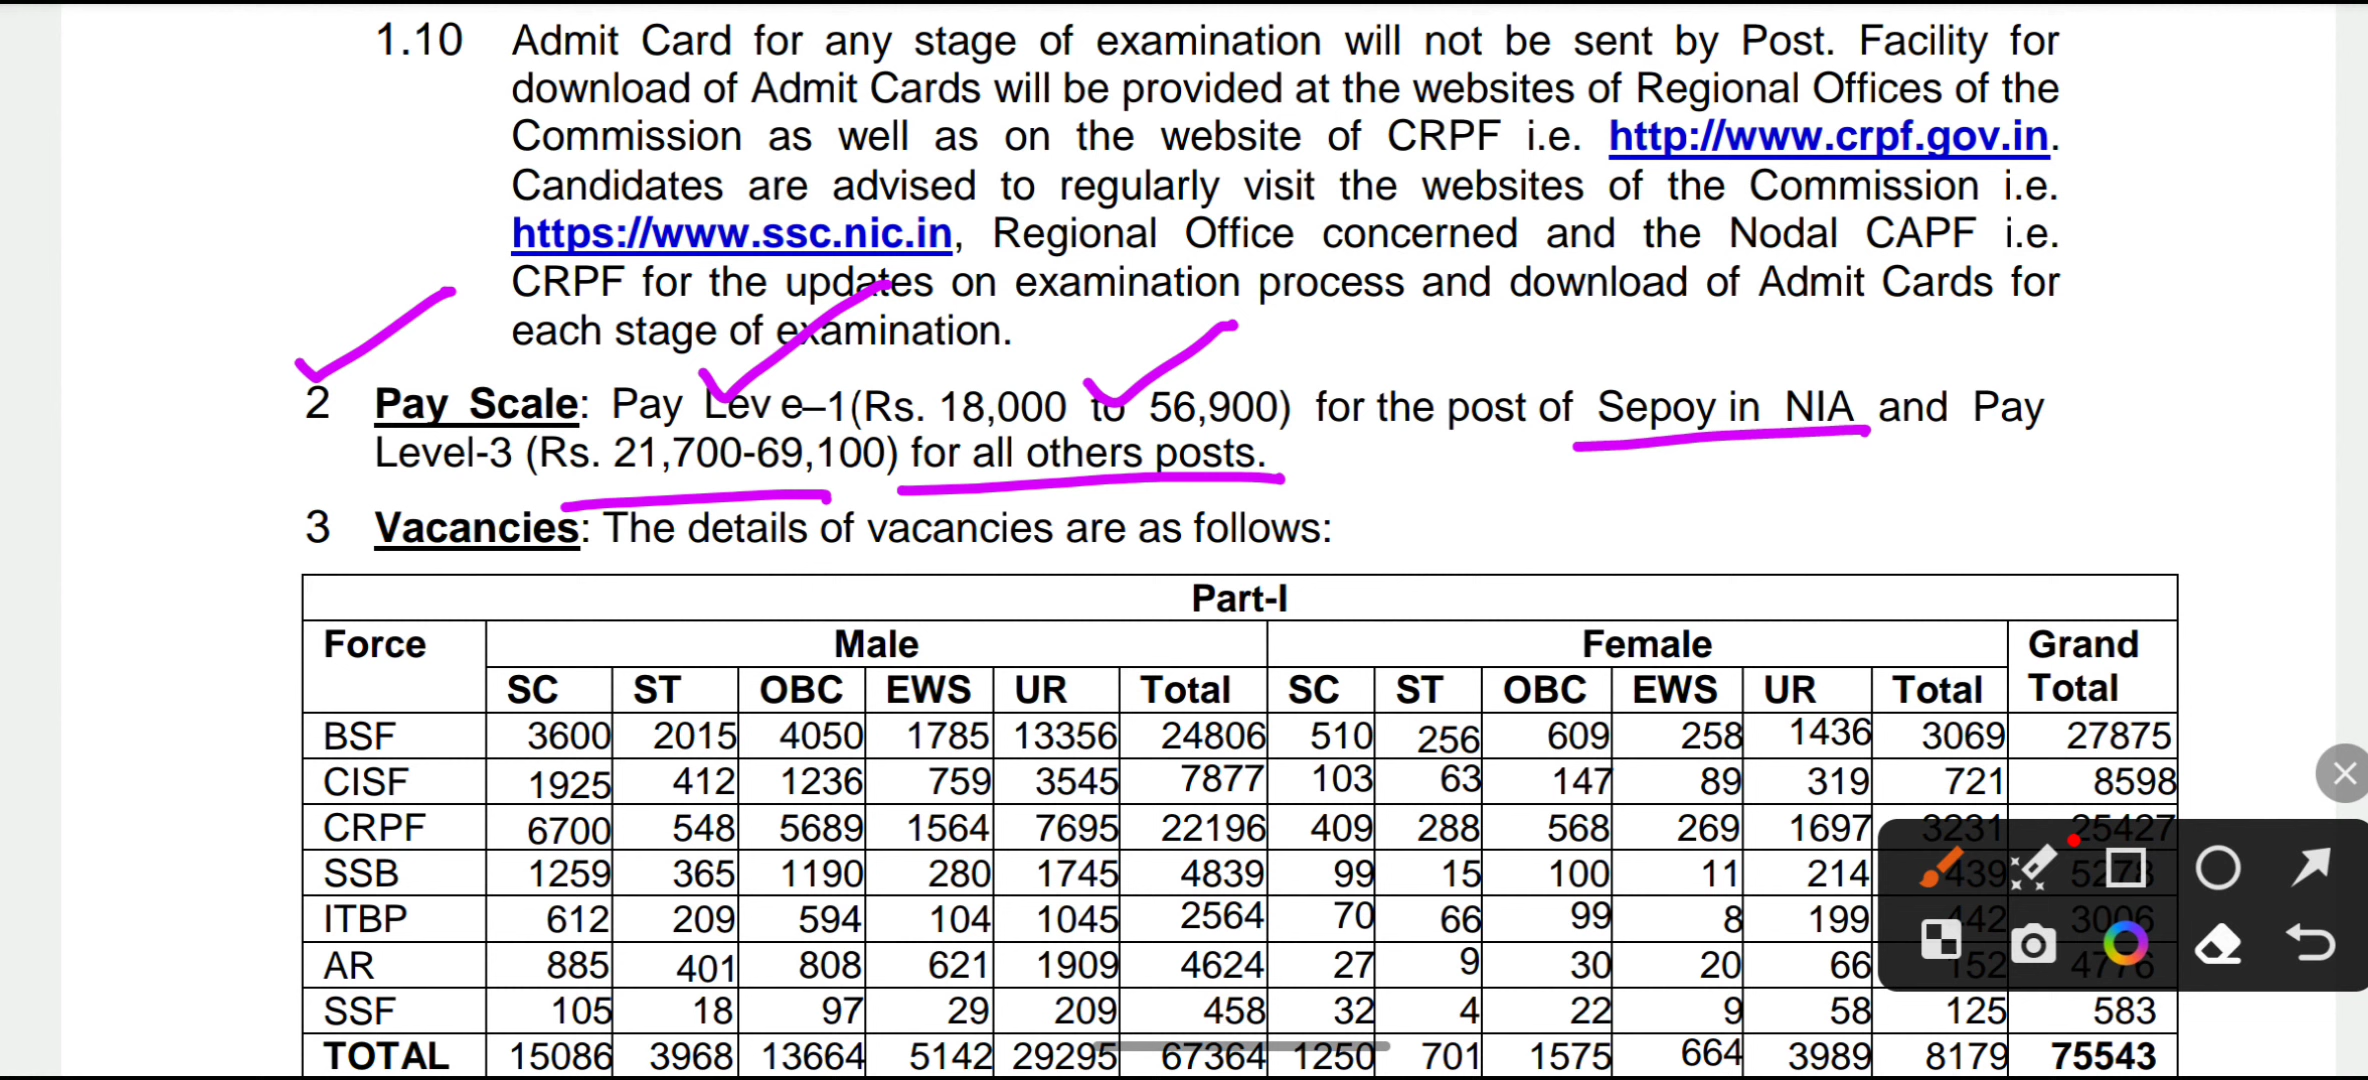 1.10 Admit Card for any stage of examination will not be sent by Post. Facility for
download of Admit Cards will be provided at the websites of Regional Offices of the
Commission as well as on the website of CRPF i.e. http://www.crpf.gov.in.
Candidates are advised to regularly visit the websites of the Commission i.e.
https://www.ssc.nic.in, Regional Office concerned and the Nodal CAPF i.e.
CRPF for the updates on examination process and download of Admit Cards for
each stage of examination.
2 Pay Scale: Pay Lev e–1(Rs. 18,000 to 56,900) for the post of Sepoy in NIA and Pay
Level-3 (Rs. 21,700-69,100) for all others posts.
3 Vacancies: The details of vacancies are as follows:
Part-I
Force Male Female Grand Total
SC ST OBC EWS UR Total SC ST OBC EWS UR Total
BSF 3600 2015 4050 1785 13356 24806 510 256 609 258 1436 3069 27875
CISF 1925 412 1236 759 3545 7877 103 63 147 89 319 721 8598
CRPF 6700 548 5689 1564 7695 22196 409 288 568 269 1697 3231 25427
SSB 1259 365 1190 280 1745 4839 99 15 100 11 214 439 5278
ITBP 612 209 594 104 1045 2564 70 66 99 8 199 442 3006
AR 885 401 808 621 1909 4624 27 9 30 20 66 152 4776
SSF 105 18 97 29 209 458 32 4 22 9 58 125 583
TOTAL 15086 3968 13664 5142 29295 67364 1250 701 1575 664 3989 8179 75543